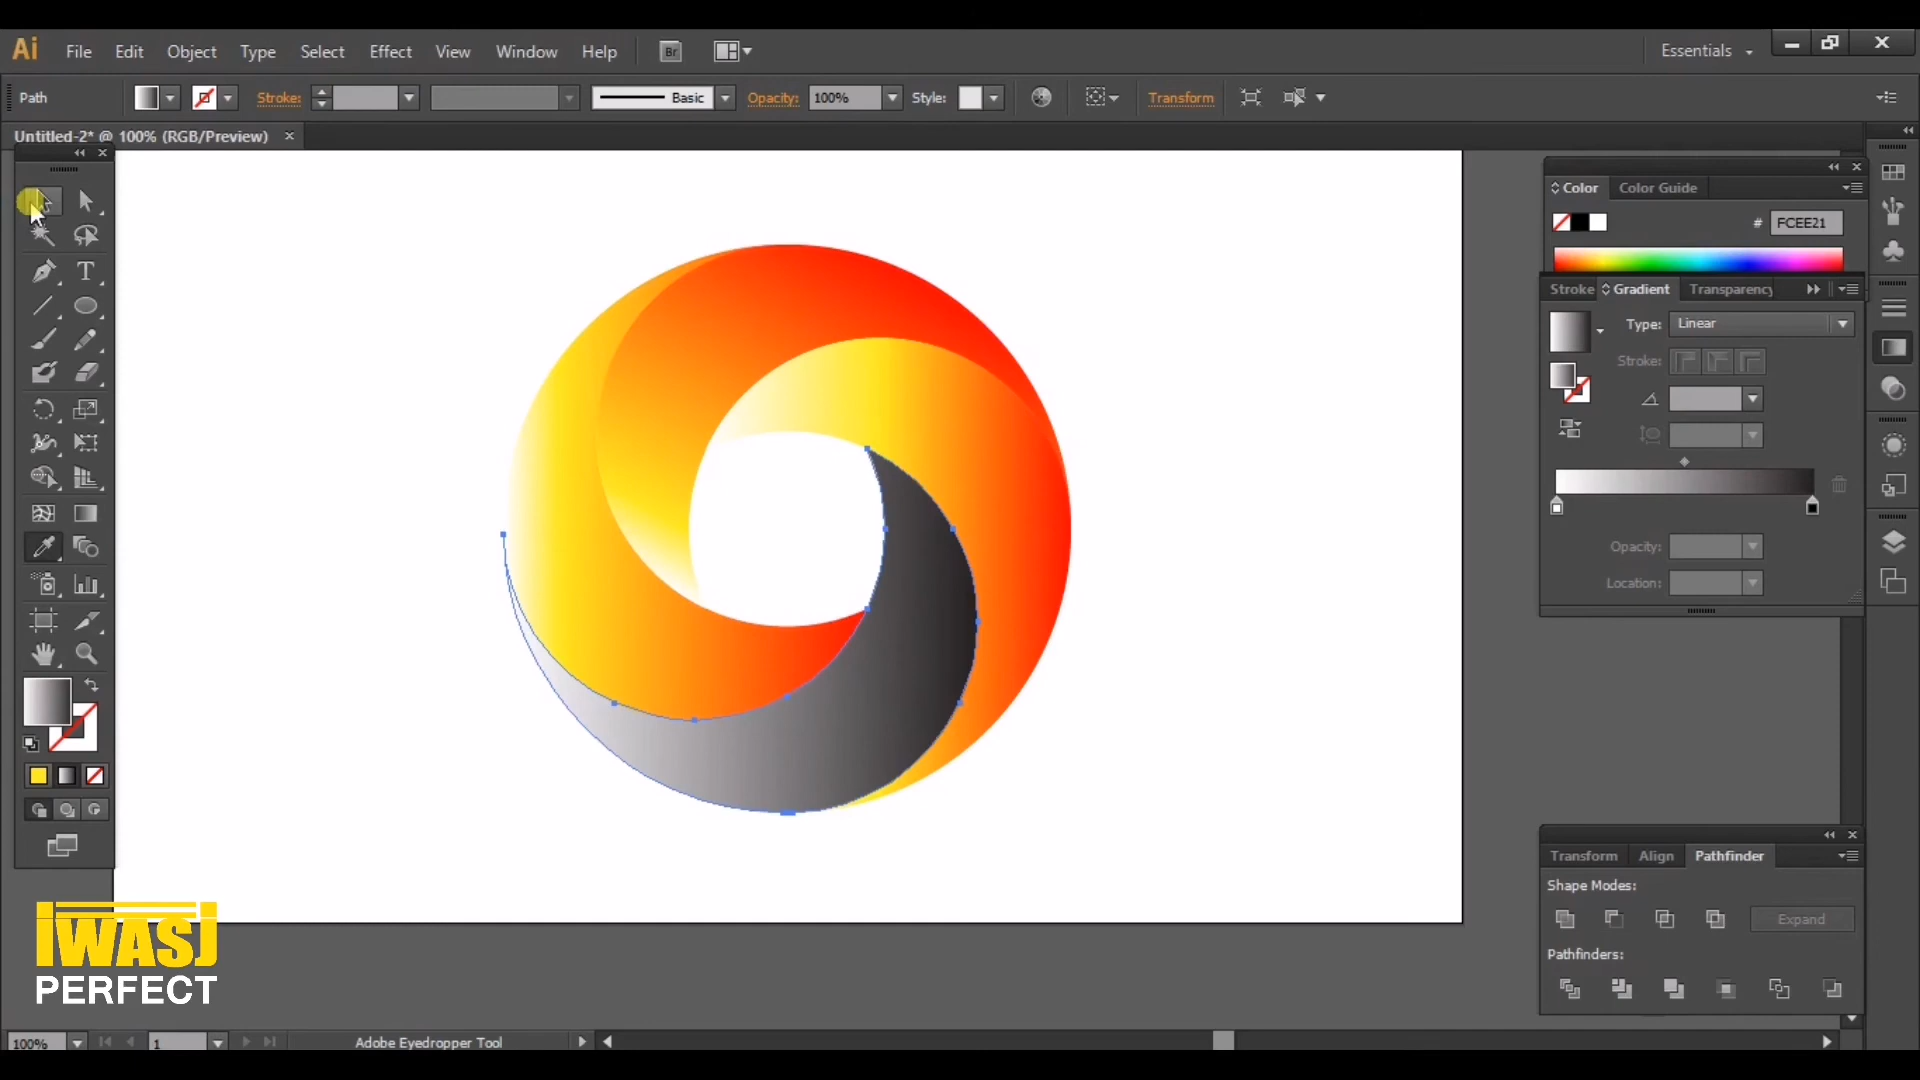 Ai File Edit Object Type Select Effect View Window Help Br Essentials
Path Stroke: Basic Opacity: 100% Style: Transform
Untitled-2* @ 100% (RGB/Preview)
Color Color Guide
# FCEE21
Stroke Gradient Transparency
Type: Linear
Stroke:
Opacity:
Location:
Transform Align Pathfinder
Shape Modes:
Expand
Pathfinders:
iWASJ
PERFECT
100% 1 Adobe Eyedropper Tool